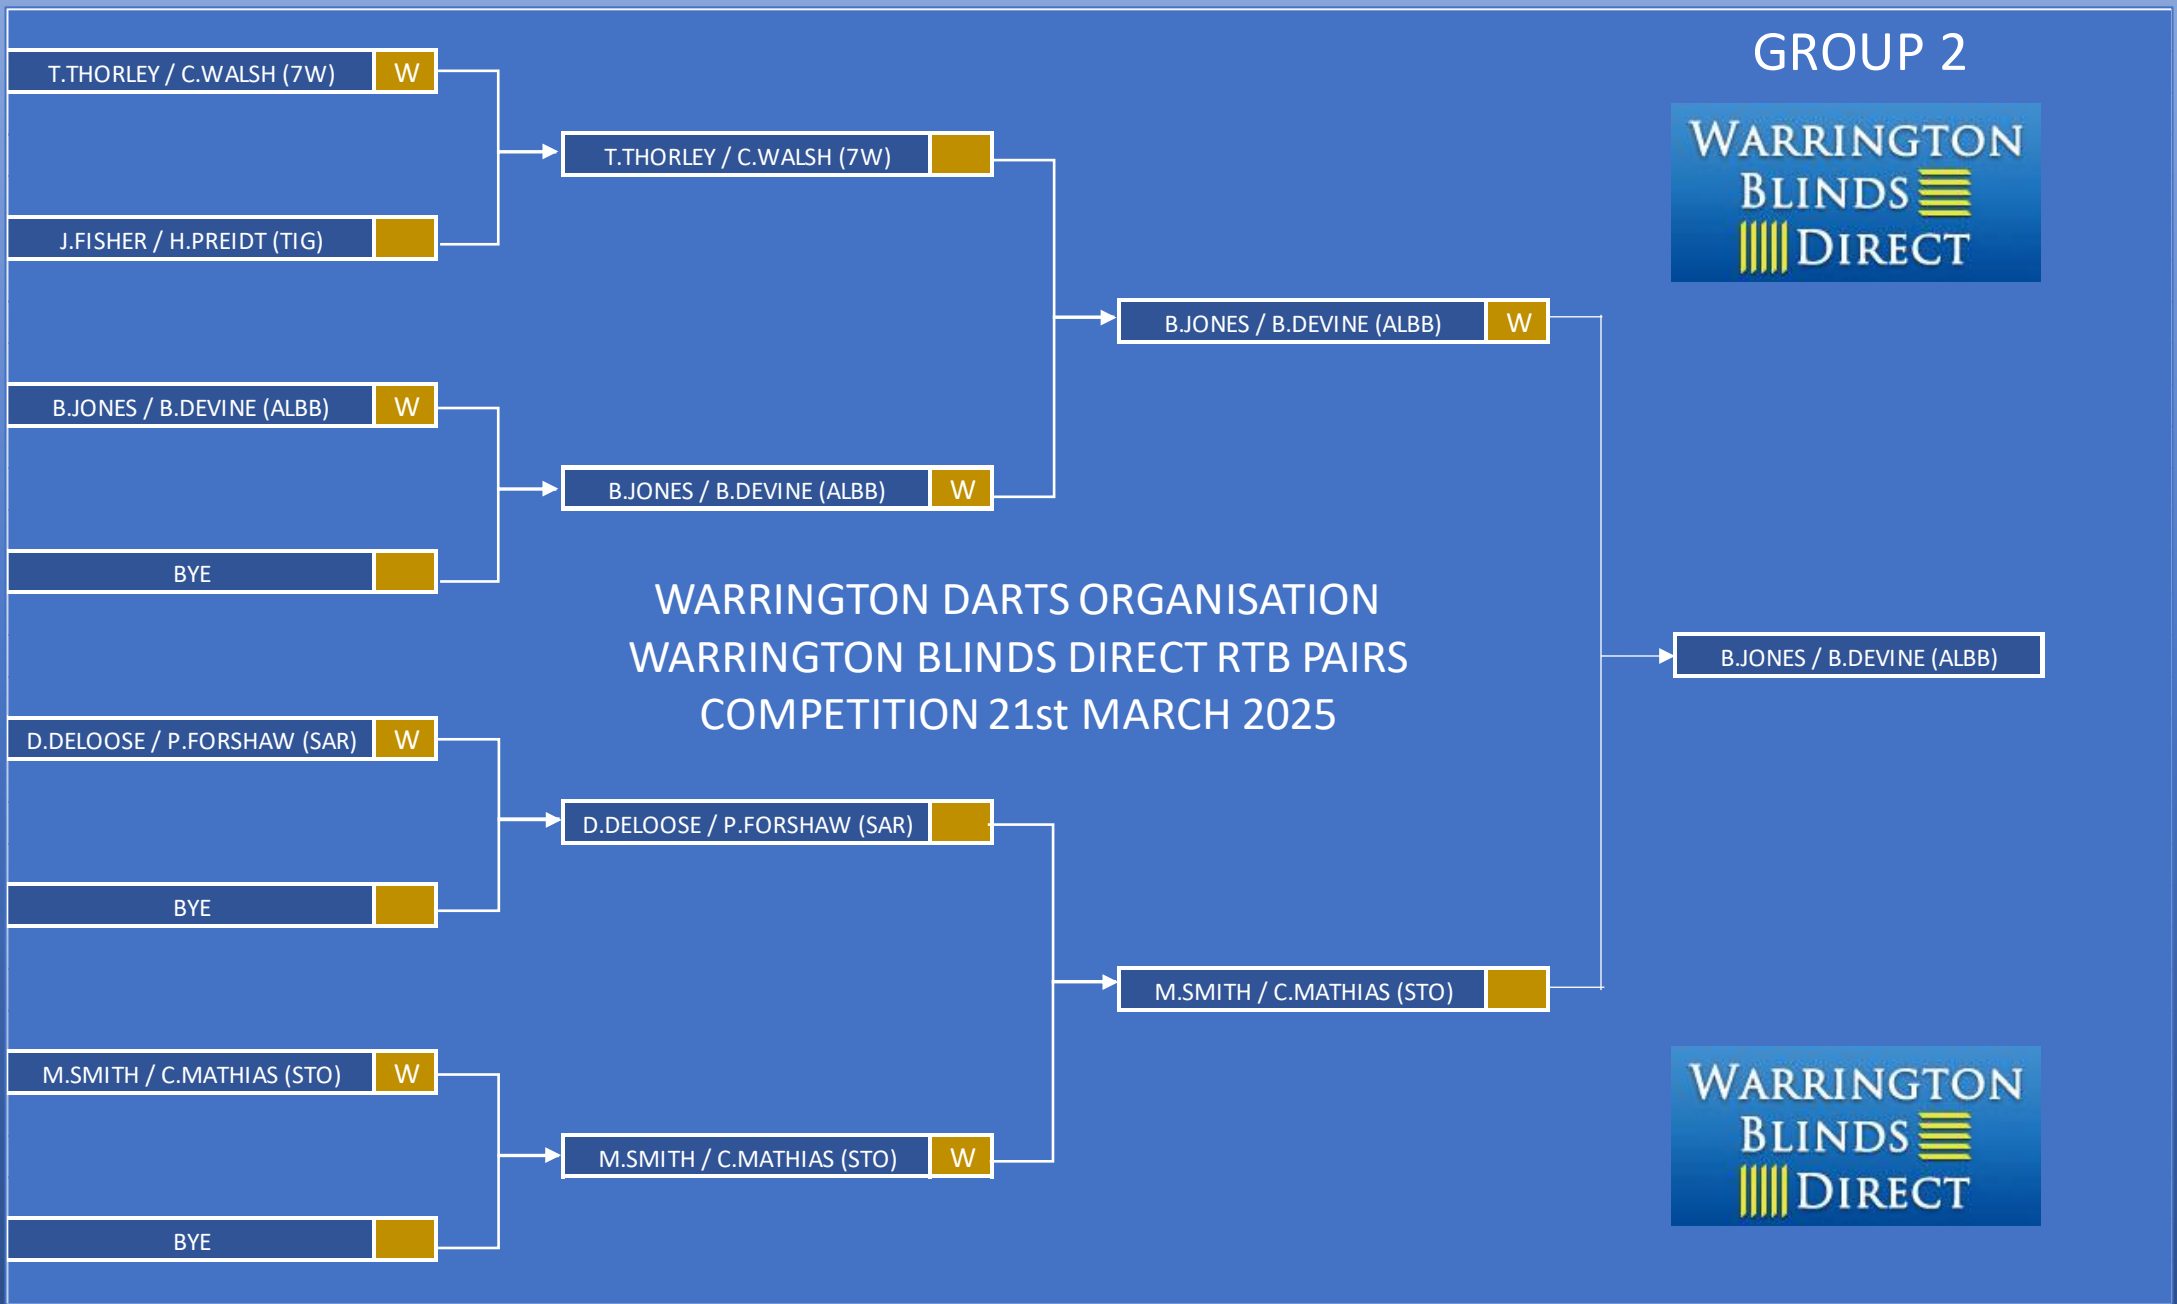 GROUP 2
WARRINGTON
BLINDS
DIRECT
T.THORLEY / C.WALSH (7W) W
J.FISHER / H.PREIDT (TIG)
B.JONES / B.DEVINE (ALBB) W
BYE
D.DELOOSE / P.FORSHAW (SAR) W
BYE
M.SMITH / C.MATHIAS (STO) W
BYE
T.THORLEY / C.WALSH (7W)
B.JONES / B.DEVINE (ALBB) W
D.DELOOSE / P.FORSHAW (SAR)
M.SMITH / C.MATHIAS (STO) W
WARRINGTON DARTS ORGANISATION
WARRINGTON BLINDS DIRECT RTB PAIRS
COMPETITION 21st MARCH 2025
B.JONES / B.DEVINE (ALBB) W
M.SMITH / C.MATHIAS (STO)
B.JONES / B.DEVINE (ALBB)
WARRINGTON
BLINDS
DIRECT